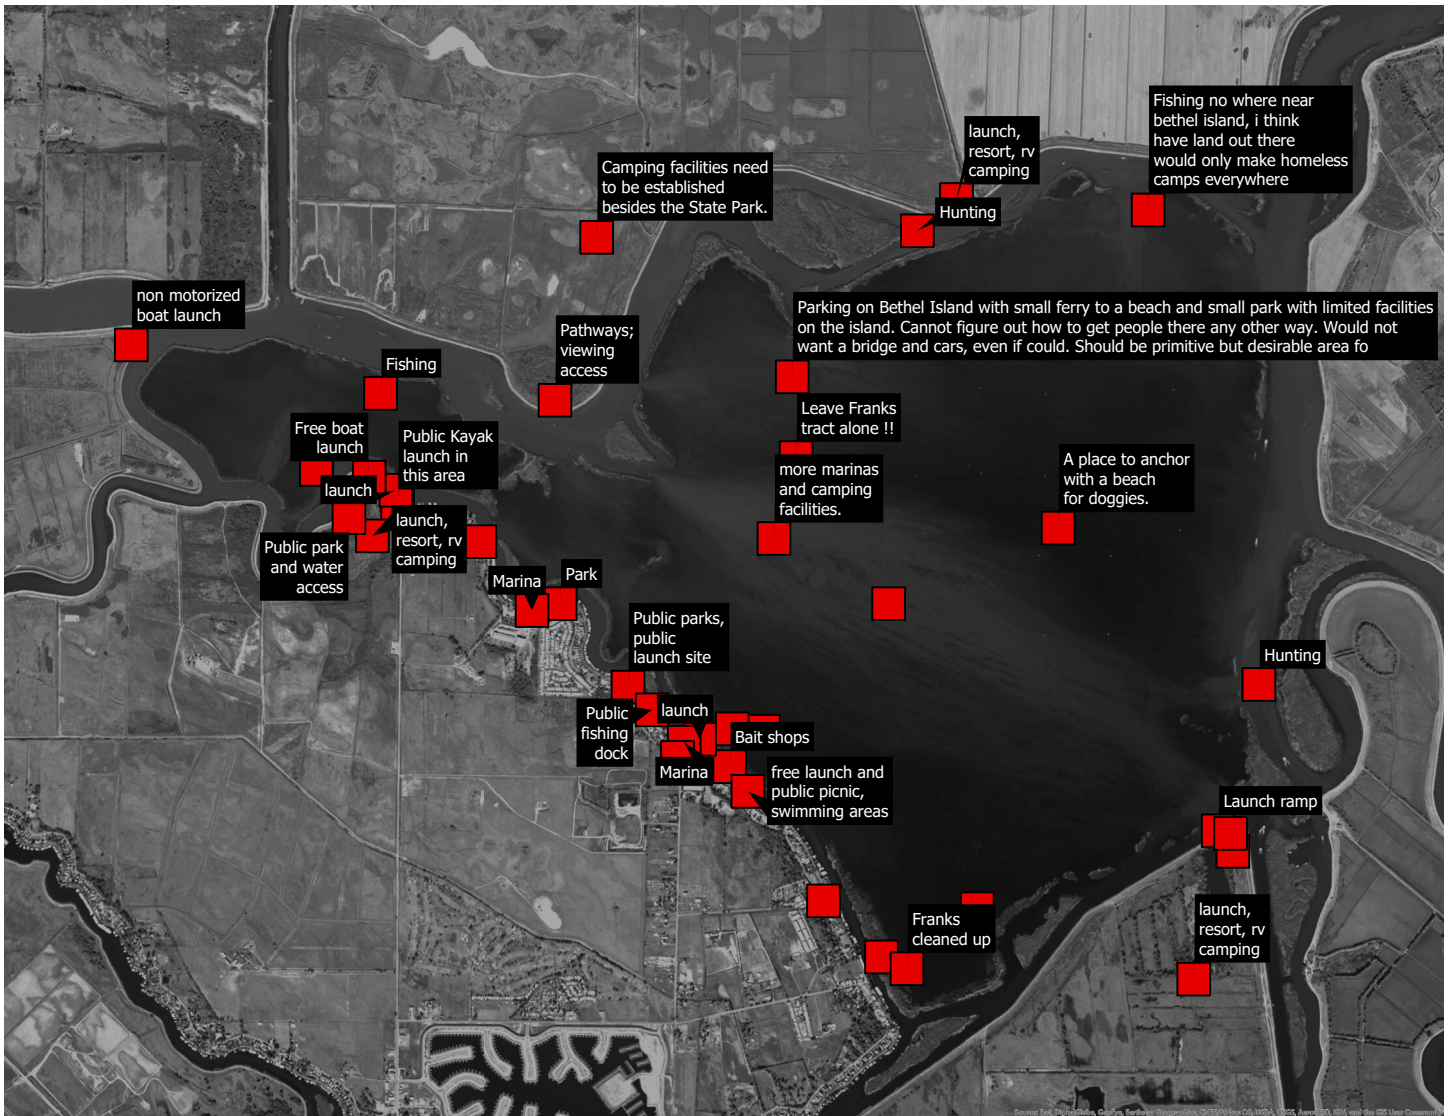 Fishing no where near
bethel island, i think
have land out there
would only make homeless
camps everywhere
launch,
resort, rv
camping
Camping facilities need
to be established
besides the State Park.
Hunting
non motorized
boat launch
Parking on Bethel Island with small ferry to a beach and small park with limited facilities
on the island. Cannot figure out how to get people there any other way. Would not
want a bridge and cars, even if could. Should be primitive but desirable area fo
Pathways;
viewing
access
Fishing
Leave Franks
tract alone !!
Free boat
launch
Public Kayak
launch in
this area
A place to anchor
with a beach
for doggies.
more marinas
and camping
facilities.
launch
launch,
resort, rv
camping
Public park
and water
access
Marina
Park
Public parks,
public
launch site
Hunting
launch
Public
fishing
dock
Bait shops
Marina
free launch and
public picnic,
swimming areas
Launch ramp
launch,
resort, rv
camping
Franks
cleaned up